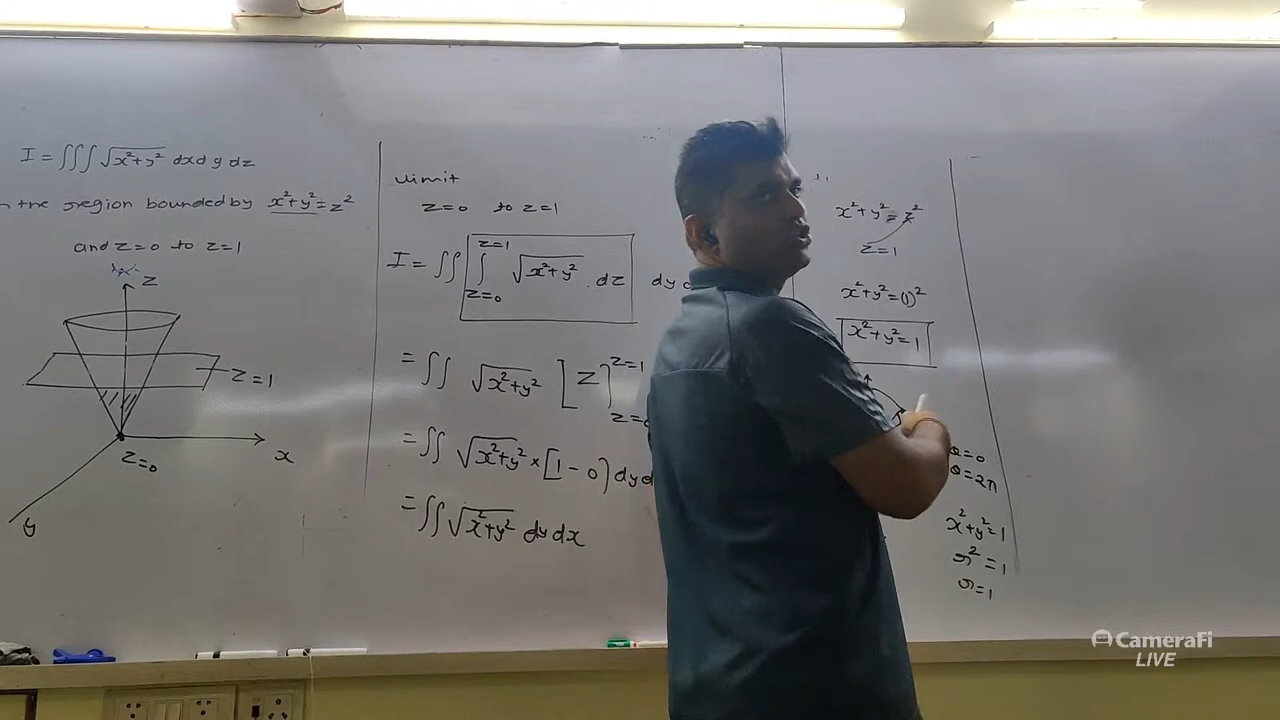 I = ∭ √x²+y² dx dy dz
the region bounded by x²+y² = z²
and z=0 to z=1
z
z=1
x
z=0
y
limit
z=0 to z=1
I = ∬ ∫ z=0 z=1 √x²+y² . dz dy
= ∬ √x²+y² [z] z=1
= ∬ √x²+y² × [1-0] dy
= ∬ √x²+y² dy dx
x²+y² = z²
z=1
x²+y² = (1)²
x²+y² = 1
θ=0
θ=2π
x²+y²=1
r²=1
r=1
CameraFi
LIVE